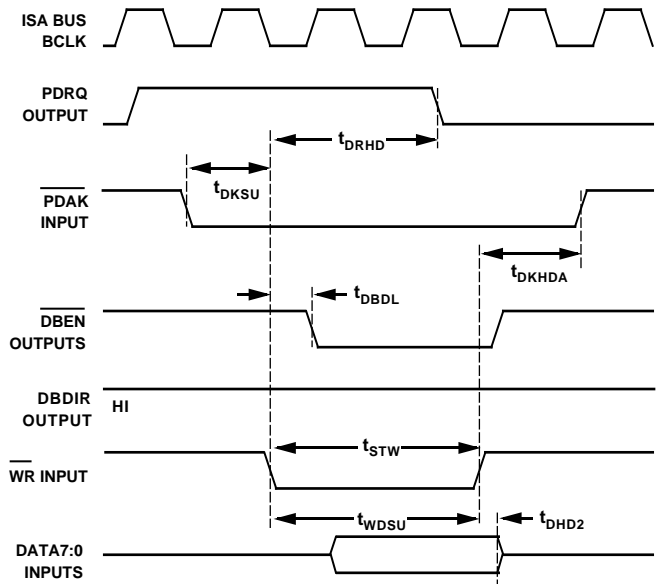 ISA BUS
BCLK
PDRQ
OUTPUT
tDRHD
tDKSU
PDAK
INPUT
tDKHDA
tDBDL
DBEN
OUTPUTS
DBDIR
OUTPUT
HI
tSTW
WR INPUT
tWDSU
tDHD2
DATA7:0
INPUTS